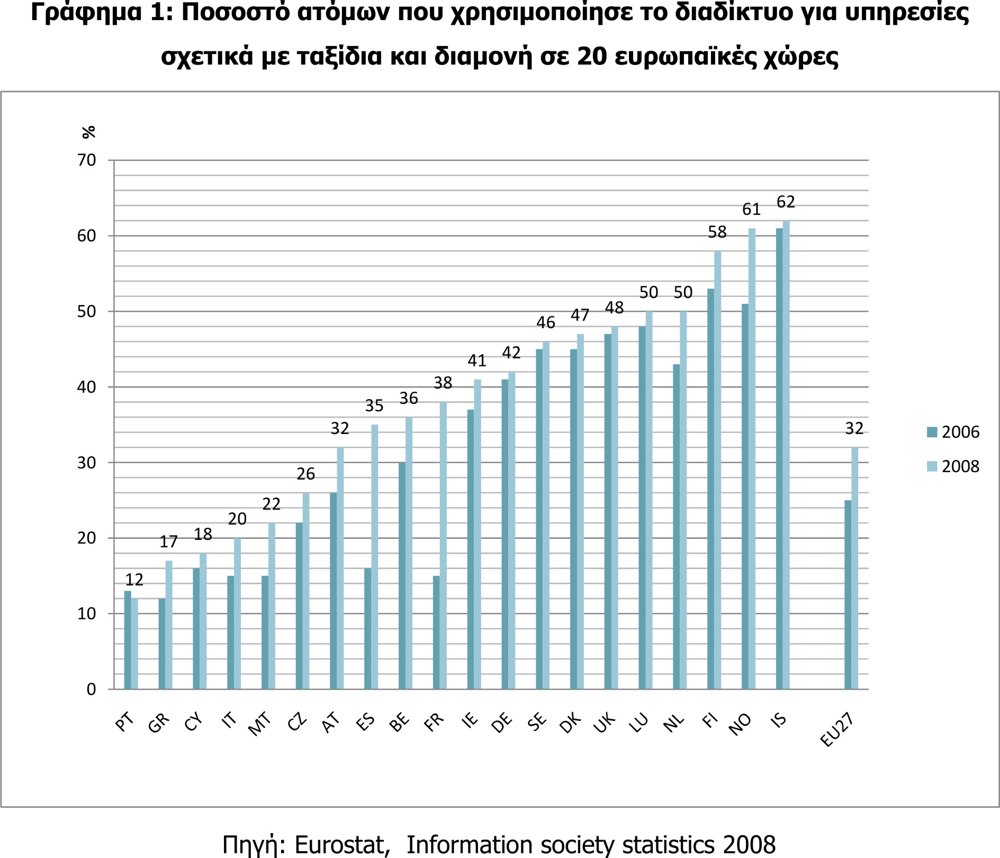 Γράφημα 1: Ποσοστό ατόμων που χρησιμοποίησε το διαδίκτυο για υπηρεσίες
σχετικά με ταξίδια και διαμονή σε 20 ευρωπαϊκές χώρες
%
70
60
50
40
30
20
10
0
12
17
18
20
22
26
32
35
36
38
41
42
46
47
48
50
50
58
61
62
32
2006
2008
PT
GR
CY
IT
MT
CZ
AT
ES
BE
FR
IE
DE
SE
DK
UK
LU
NL
FI
NO
IS
EU27
Πηγή: Eurostat, Information society statistics 2008